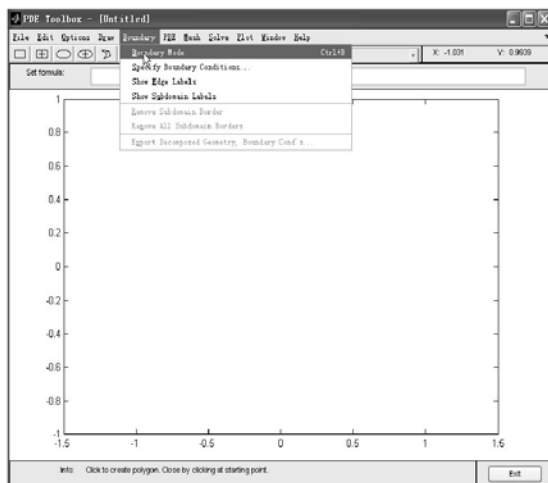 PDE Toolbox - [Untitled]
File Edit Options Draw Boundary PDE Mesh Solve Plot Window Help
Boundary Mode Ctrl+B
X: -1.031 Y: 0.9939
Specify Boundary Conditions...
Set formula:
Show Edge Labels
Show Subdomain Labels
Remove Subdomain Border
Remove All Subdomain Borders
Export Decomposed Geometry, Boundary Cond's...
1
0.8
0.6
0.4
0.2
0
-0.2
-0.4
-0.6
-0.8
-1
-1.5 -1 -0.5 0 0.5 1 1.5
Info: Click to create polygon. Close by clicking at starting point.
Exit